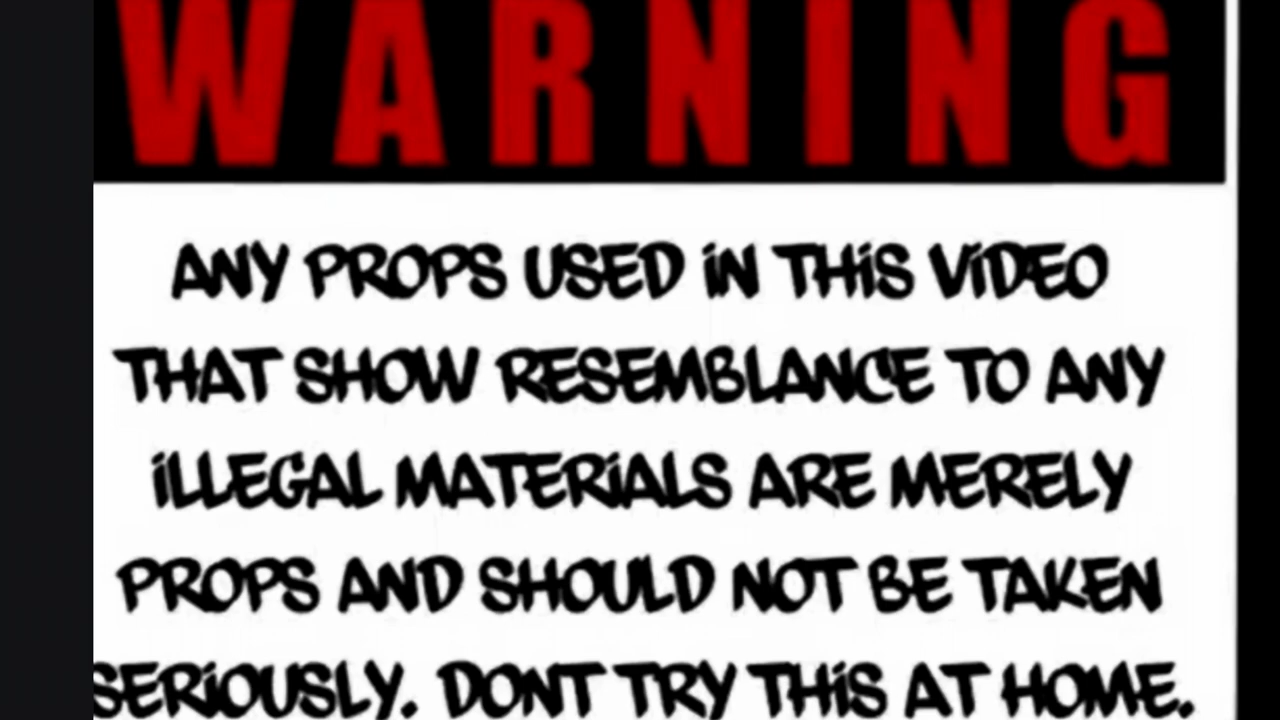 WARNING
ANY PROPS USED iN THiS ViDEO
THAT SHOW RESEMBLANCE TO ANY
iLLEGAL MATERiALS ARE MERELY
PROPS AND SHOULD NOT BE TAKEN
SERiOUSLY. DONT TRY THiS AT HOME.